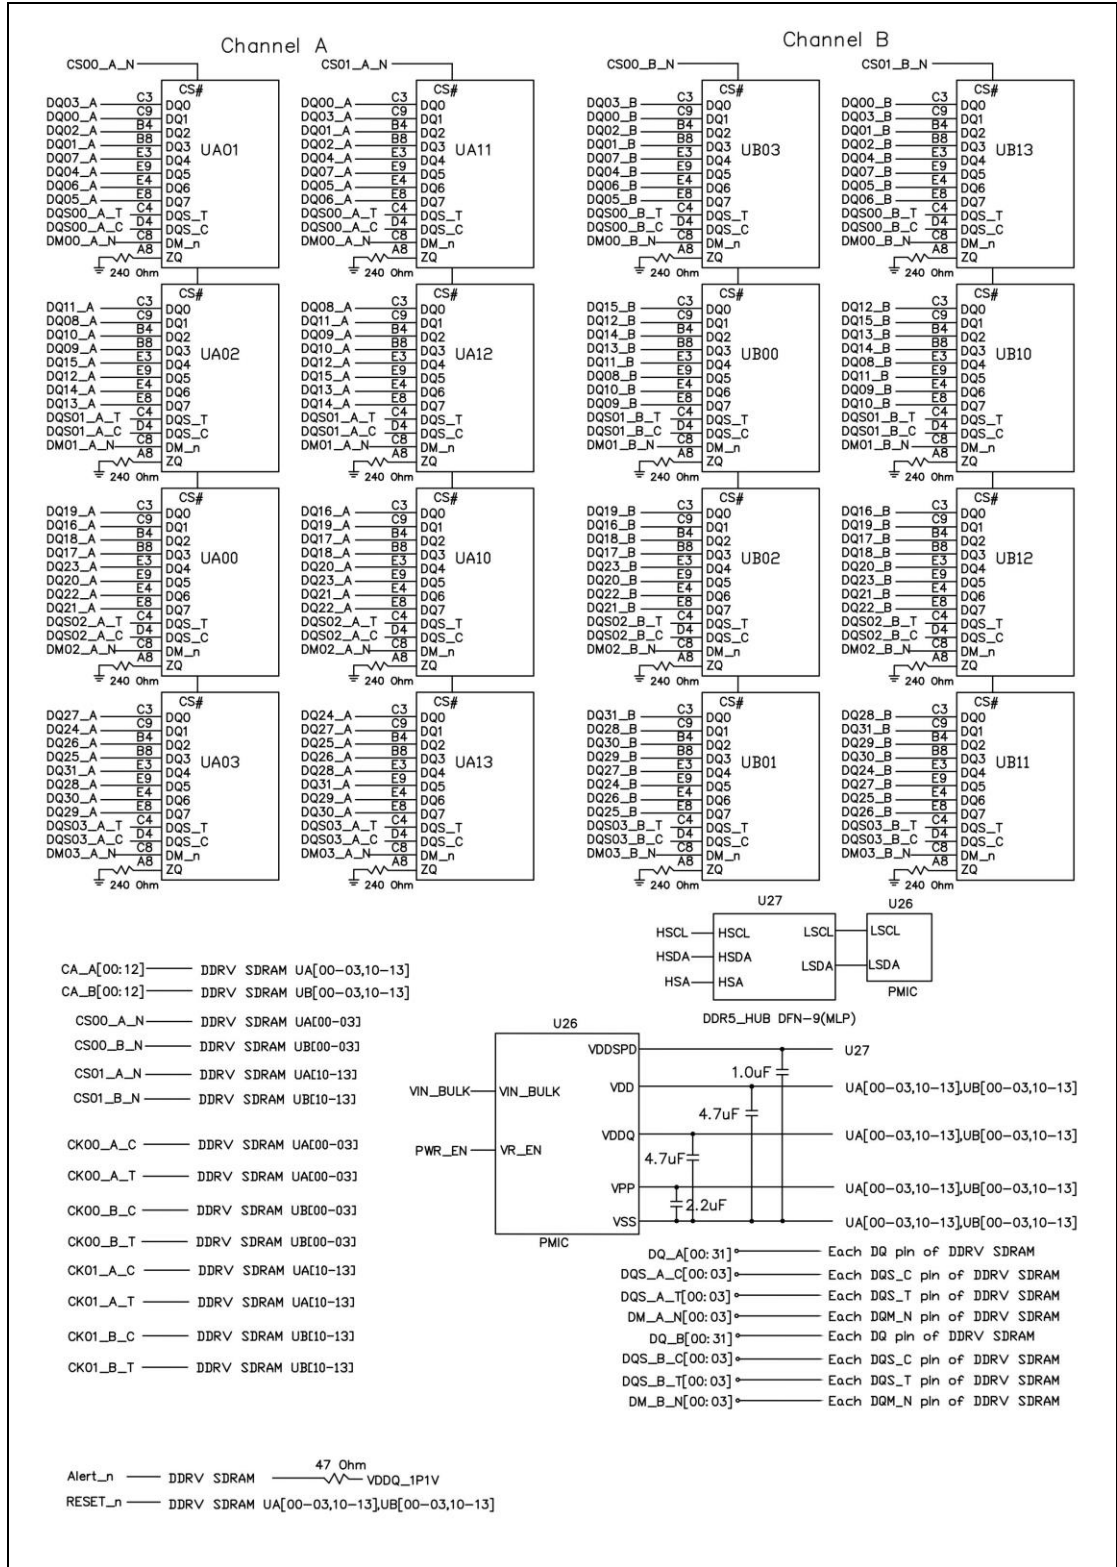 Channel A
Channel B
CS00_A_N
CS01_A_N
CS00_B_N
CS01_B_N
CS#
DQ03_A C3 DQ0
DQ00_A C9 DQ1
DQ02_A B4 DQ2
DQ01_A B8 DQ3
DQ07_A E3 DQ4
DQ04_A E9 DQ5
DQ06_A E4 DQ6
DQ05_A E8 DQ7
DQS00_A_T C4 DQS_T
DQS00_A_C D4 DQS_C
DM00_A_N C8 DM_n
A8 ZQ
240 Ohm
UA01
CS#
DQ00_A C3 DQ0
DQ03_A C9 DQ1
DQ01_A B4 DQ2
DQ02_A B8 DQ3
DQ04_A E3 DQ4
DQ07_A E9 DQ5
DQ05_A E4 DQ6
DQ06_A E8 DQ7
DQS00_A_T C4 DQS_T
DQS00_A_C D4 DQS_C
DM00_A_N C8 DM_n
A8 ZQ
240 Ohm
UA11
CS#
DQ03_B C3 DQ0
DQ00_B C9 DQ1
DQ02_B B4 DQ2
DQ01_B B8 DQ3
DQ07_B E3 DQ4
DQ04_B E9 DQ5
DQ06_B E4 DQ6
DQ05_B E8 DQ7
DQS00_B_T C4 DQS_T
DQS00_B_C D4 DQS_C
DM00_B_N C8 DM_n
A8 ZQ
240 Ohm
UB03
CS#
DQ00_B C3 DQ0
DQ03_B C9 DQ1
DQ01_B B4 DQ2
DQ02_B B8 DQ3
DQ04_B E3 DQ4
DQ07_B E9 DQ5
DQ05_B E4 DQ6
DQ06_B E8 DQ7
DQS00_B_T C4 DQS_T
DQS00_B_C D4 DQS_C
DM00_B_N C8 DM_n
A8 ZQ
240 Ohm
UB13
CS#
DQ11_A C3 DQ0
DQ08_A C9 DQ1
DQ10_A B4 DQ2
DQ09_A B8 DQ3
DQ15_A E3 DQ4
DQ12_A E9 DQ5
DQ14_A E4 DQ6
DQ13_A E8 DQ7
DQS01_A_T C4 DQS_T
DQS01_A_C D4 DQS_C
DM01_A_N C8 DM_n
A8 ZQ
240 Ohm
UA02
CS#
DQ08_A C3 DQ0
DQ11_A C9 DQ1
DQ09_A B4 DQ2
DQ10_A B8 DQ3
DQ12_A E3 DQ4
DQ15_A E9 DQ5
DQ13_A E4 DQ6
DQ14_A E8 DQ7
DQS01_A_T C4 DQS_T
DQS01_A_C D4 DQS_C
DM01_A_N C8 DM_n
A8 ZQ
240 Ohm
UA12
CS#
DQ15_B C3 DQ0
DQ12_B C9 DQ1
DQ14_B B4 DQ2
DQ13_B B8 DQ3
DQ11_B E3 DQ4
DQ08_B E9 DQ5
DQ10_B E4 DQ6
DQ09_B E8 DQ7
DQS01_B_T C4 DQS_T
DQS01_B_C D4 DQS_C
DM01_B_N C8 DM_n
A8 ZQ
240 Ohm
UB00
CS#
DQ12_B C3 DQ0
DQ15_B C9 DQ1
DQ13_B B4 DQ2
DQ14_B B8 DQ3
DQ08_B E3 DQ4
DQ11_B E9 DQ5
DQ09_B E4 DQ6
DQ10_B E8 DQ7
DQS01_B_T C4 DQS_T
DQS01_B_C D4 DQS_C
DM01_B_N C8 DM_n
A8 ZQ
240 Ohm
UB10
CS#
DQ19_A C3 DQ0
DQ16_A C9 DQ1
DQ18_A B4 DQ2
DQ17_A B8 DQ3
DQ23_A E3 DQ4
DQ20_A E9 DQ5
DQ22_A E4 DQ6
DQ21_A E8 DQ7
DQS02_A_T C4 DQS_T
DQS02_A_C D4 DQS_C
DM02_A_N C8 DM_n
A8 ZQ
240 Ohm
UA00
CS#
DQ16_A C3 DQ0
DQ19_A C9 DQ1
DQ17_A B4 DQ2
DQ18_A B8 DQ3
DQ20_A E3 DQ4
DQ23_A E9 DQ5
DQ21_A E4 DQ6
DQ22_A E8 DQ7
DQS02_A_T C4 DQS_T
DQS02_A_C D4 DQS_C
DM02_A_N C8 DM_n
A8 ZQ
240 Ohm
UA10
CS#
DQ19_B C3 DQ0
DQ16_B C9 DQ1
DQ18_B B4 DQ2
DQ17_B B8 DQ3
DQ23_B E3 DQ4
DQ20_B E9 DQ5
DQ22_B E4 DQ6
DQ21_B E8 DQ7
DQS02_B_T C4 DQS_T
DQS02_B_C D4 DQS_C
DM02_B_N C8 DM_n
A8 ZQ
240 Ohm
UB02
CS#
DQ16_B C3 DQ0
DQ19_B C9 DQ1
DQ17_B B4 DQ2
DQ18_B B8 DQ3
DQ20_B E3 DQ4
DQ23_B E9 DQ5
DQ21_B E4 DQ6
DQ22_B E8 DQ7
DQS02_B_T C4 DQS_T
DQS02_B_C D4 DQS_C
DM02_B_N C8 DM_n
A8 ZQ
240 Ohm
UB12
CS#
DQ27_A C3 DQ0
DQ24_A C9 DQ1
DQ26_A B4 DQ2
DQ25_A B8 DQ3
DQ31_A E3 DQ4
DQ28_A E9 DQ5
DQ30_A E4 DQ6
DQ29_A E8 DQ7
DQS03_A_T C4 DQS_T
DQS03_A_C D4 DQS_C
DM03_A_N C8 DM_n
A8 ZQ
240 Ohm
UA03
CS#
DQ24_A C3 DQ0
DQ27_A C9 DQ1
DQ25_A B4 DQ2
DQ26_A B8 DQ3
DQ28_A E3 DQ4
DQ31_A E9 DQ5
DQ29_A E4 DQ6
DQ30_A E8 DQ7
DQS03_A_T C4 DQS_T
DQS03_A_C D4 DQS_C
DM03_A_N C8 DM_n
A8 ZQ
240 Ohm
UA13
CS#
DQ31_B C3 DQ0
DQ28_B C9 DQ1
DQ30_B B4 DQ2
DQ29_B B8 DQ3
DQ27_B E3 DQ4
DQ24_B E9 DQ5
DQ26_B E4 DQ6
DQ25_B E8 DQ7
DQS03_B_T C4 DQS_T
DQS03_B_C D4 DQS_C
DM03_B_N C8 DM_n
A8 ZQ
240 Ohm
UB01
CS#
DQ28_B C3 DQ0
DQ31_B C9 DQ1
DQ29_B B4 DQ2
DQ30_B B8 DQ3
DQ24_B E3 DQ4
DQ27_B E9 DQ5
DQ25_B E4 DQ6
DQ26_B E8 DQ7
DQS03_B_T C4 DQS_T
DQS03_B_C D4 DQS_C
DM03_B_N C8 DM_n
A8 ZQ
240 Ohm
UB11
U27 U26
HSCL HSCL LSCL LSCL
HSDA HSDA LSDA LSDA
HSA HSA
PMIC
DDR5_HUB DFN-9(MLP)
CA_A[00:12] DDRV SDRAM UA[00-03,10-13]
CA_B[00:12] DDRV SDRAM UB[00-03,10-13]
CS00_A_N DDRV SDRAM UA[00-03]
CS00_B_N DDRV SDRAM UB[00-03]
CS01_A_N DDRV SDRAM UA[10-13]
CS01_B_N DDRV SDRAM UB[10-13]
CK00_A_C DDRV SDRAM UA[00-03]
CK00_A_T DDRV SDRAM UA[00-03]
CK00_B_C DDRV SDRAM UB[00-03]
CK00_B_T DDRV SDRAM UB[00-03]
CK01_A_C DDRV SDRAM UA[10-13]
CK01_A_T DDRV SDRAM UA[10-13]
CK01_B_C DDRV SDRAM UB[10-13]
CK01_B_T DDRV SDRAM UB[10-13]
U26
VDDSPD U27
1.0uF
VIN_BULK VIN_BULK VDD UA[00-03,10-13],UB[00-03,10-13]
4.7uF
VDDQ UA[00-03,10-13],UB[00-03,10-13]
PWR_EN VR_EN
4.7uF
VPP UA[00-03,10-13],UB[00-03,10-13]
2.2uF
VSS UA[00-03,10-13],UB[00-03,10-13]
PMIC
DQ_A[00:31] Each DQ pin of DDRV SDRAM
DQS_A_C[00:03] Each DQS_C pin of DDRV SDRAM
DQS_A_T[00:03] Each DQS_T pin of DDRV SDRAM
DM_A_N[00:03] Each DQM_N pin of DDRV SDRAM
DQ_B[00:31] Each DQ pin of DDRV SDRAM
DQS_B_C[00:03] Each DQS_C pin of DDRV SDRAM
DQS_B_T[00:03] Each DQS_T pin of DDRV SDRAM
DM_B_N[00:03] Each DQM_N pin of DDRV SDRAM
47 Ohm
Alert_n DDRV SDRAM VDDQ_1P1V
RESET_n DDRV SDRAM UA[00-03,10-13],UB[00-03,10-13]